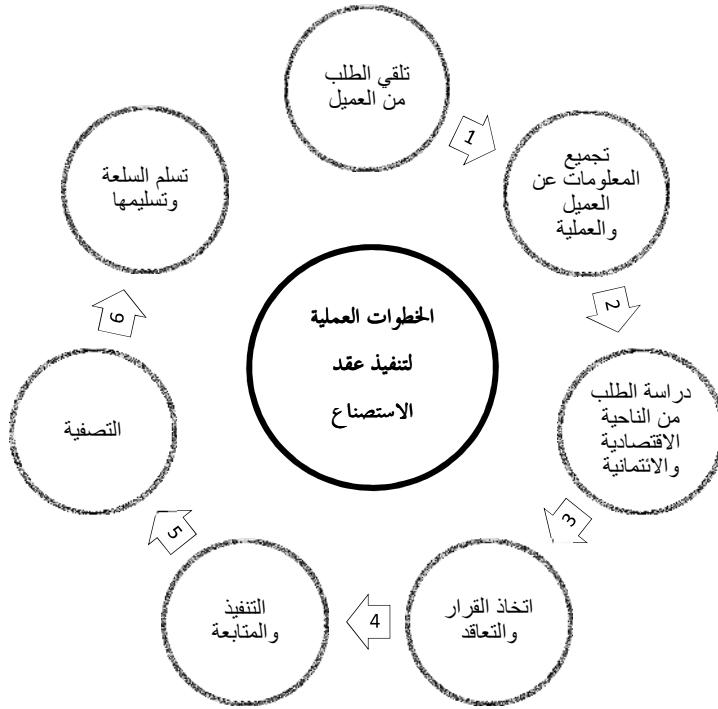 الخطوات العملية
لتنفيذ عقد
الاستصناع
تلقي الطلب
من العميل
1
تجميع
المعلومات عن
العميل
والعملية
2
دراسة الطلب
من الناحية
الاقتصادية
والائتمانية
3
اتخاذ القرار
والتعاقد
4
التنفيذ
والمتابعة
5
التصفية
6
تسلم السلعة
وتسليمها